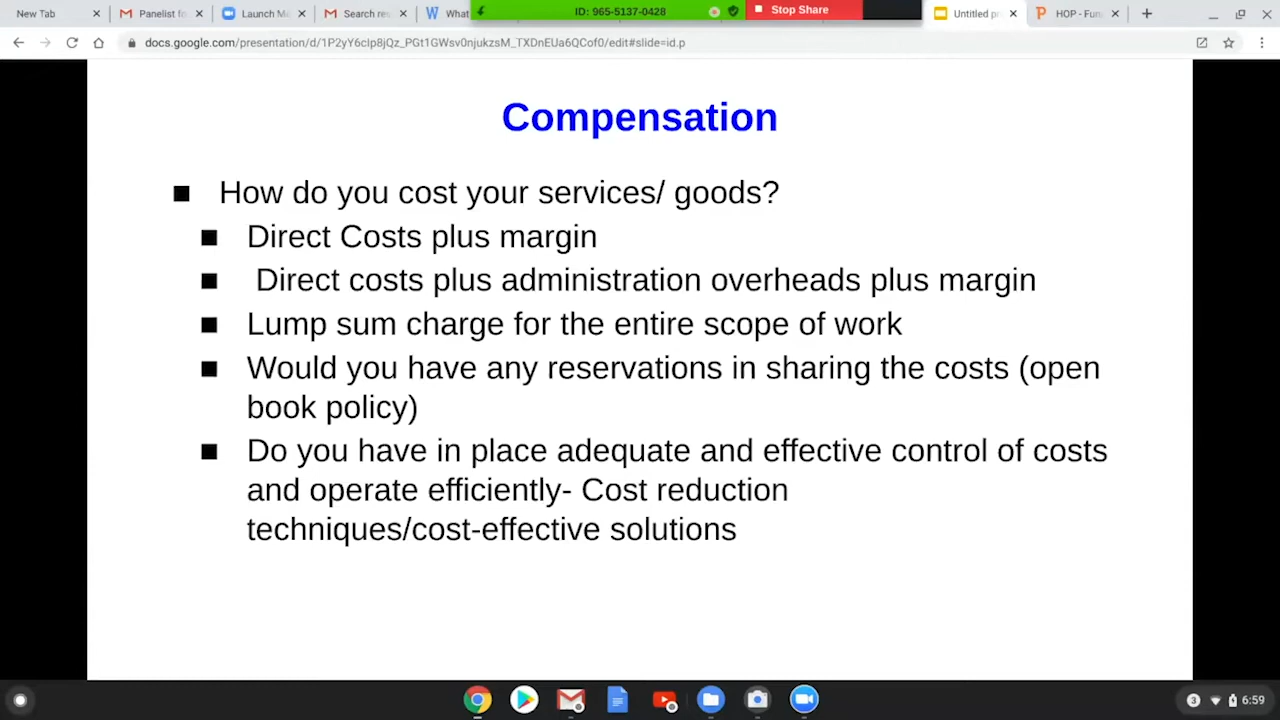 New Tab
Panelist f
Launch M
Search re
What
ID: 965-5137-0428
Stop Share
Untitled p
HOP - Fun
docs.google.com/presentation/d/1P2yY6cip8jQz_PGt1GWsv0njukzsM_TXDnEUa6QCof0/edit#slide=id.p
Compensation
How do you cost your services/ goods?
Direct Costs plus margin
Direct costs plus administration overheads plus margin
Lump sum charge for the entire scope of work
Would you have any reservations in sharing the costs (open
book policy)
Do you have in place adequate and effective control of costs
and operate efficiently- Cost reduction
techniques/cost-effective solutions
3
6:59